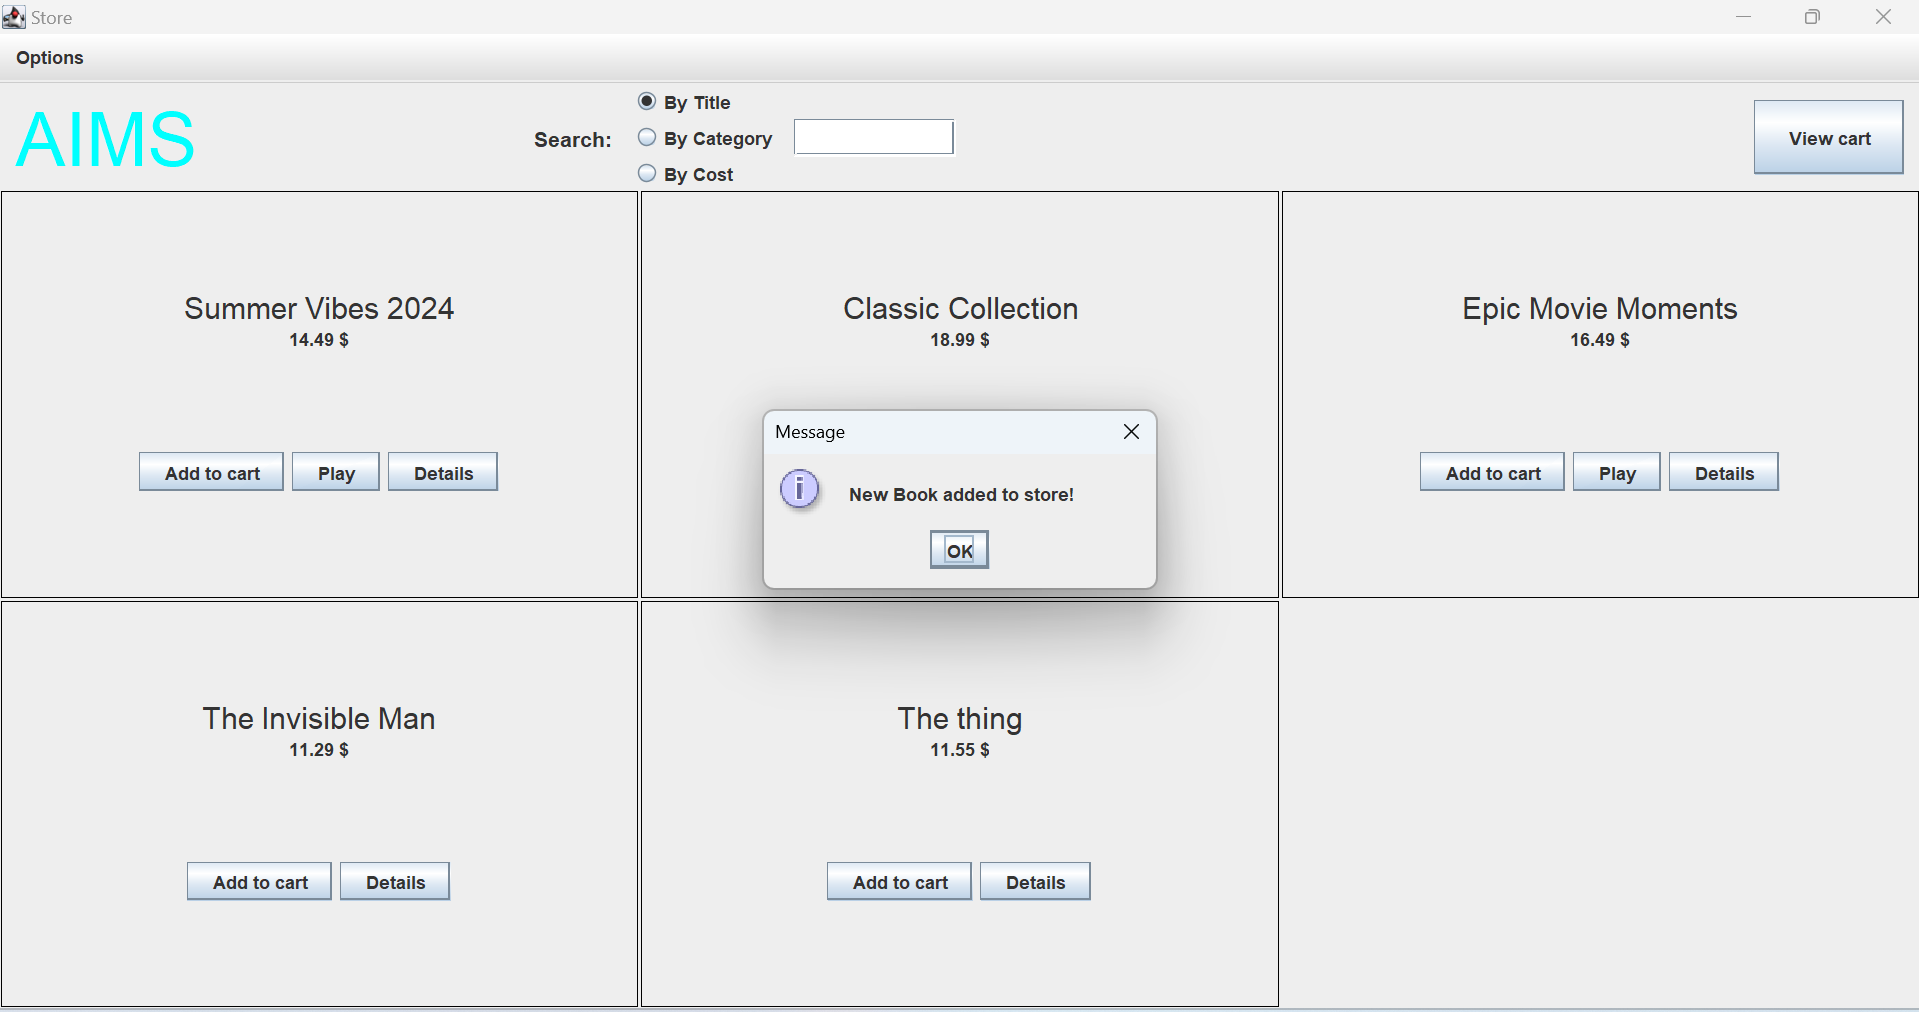 Store
Options
AIMS
Search:
By Title
By Category
By Cost
View cart
Summer Vibes 2024
14.49 $
Add to cart
Play
Details
Classic Collection
18.99 $
Epic Movie Moments
16.49 $
Add to cart
Play
Details
Message
i
New Book added to store!
OK
The Invisible Man
11.29 $
Add to cart
Details
The thing
11.55 $
Add to cart
Details